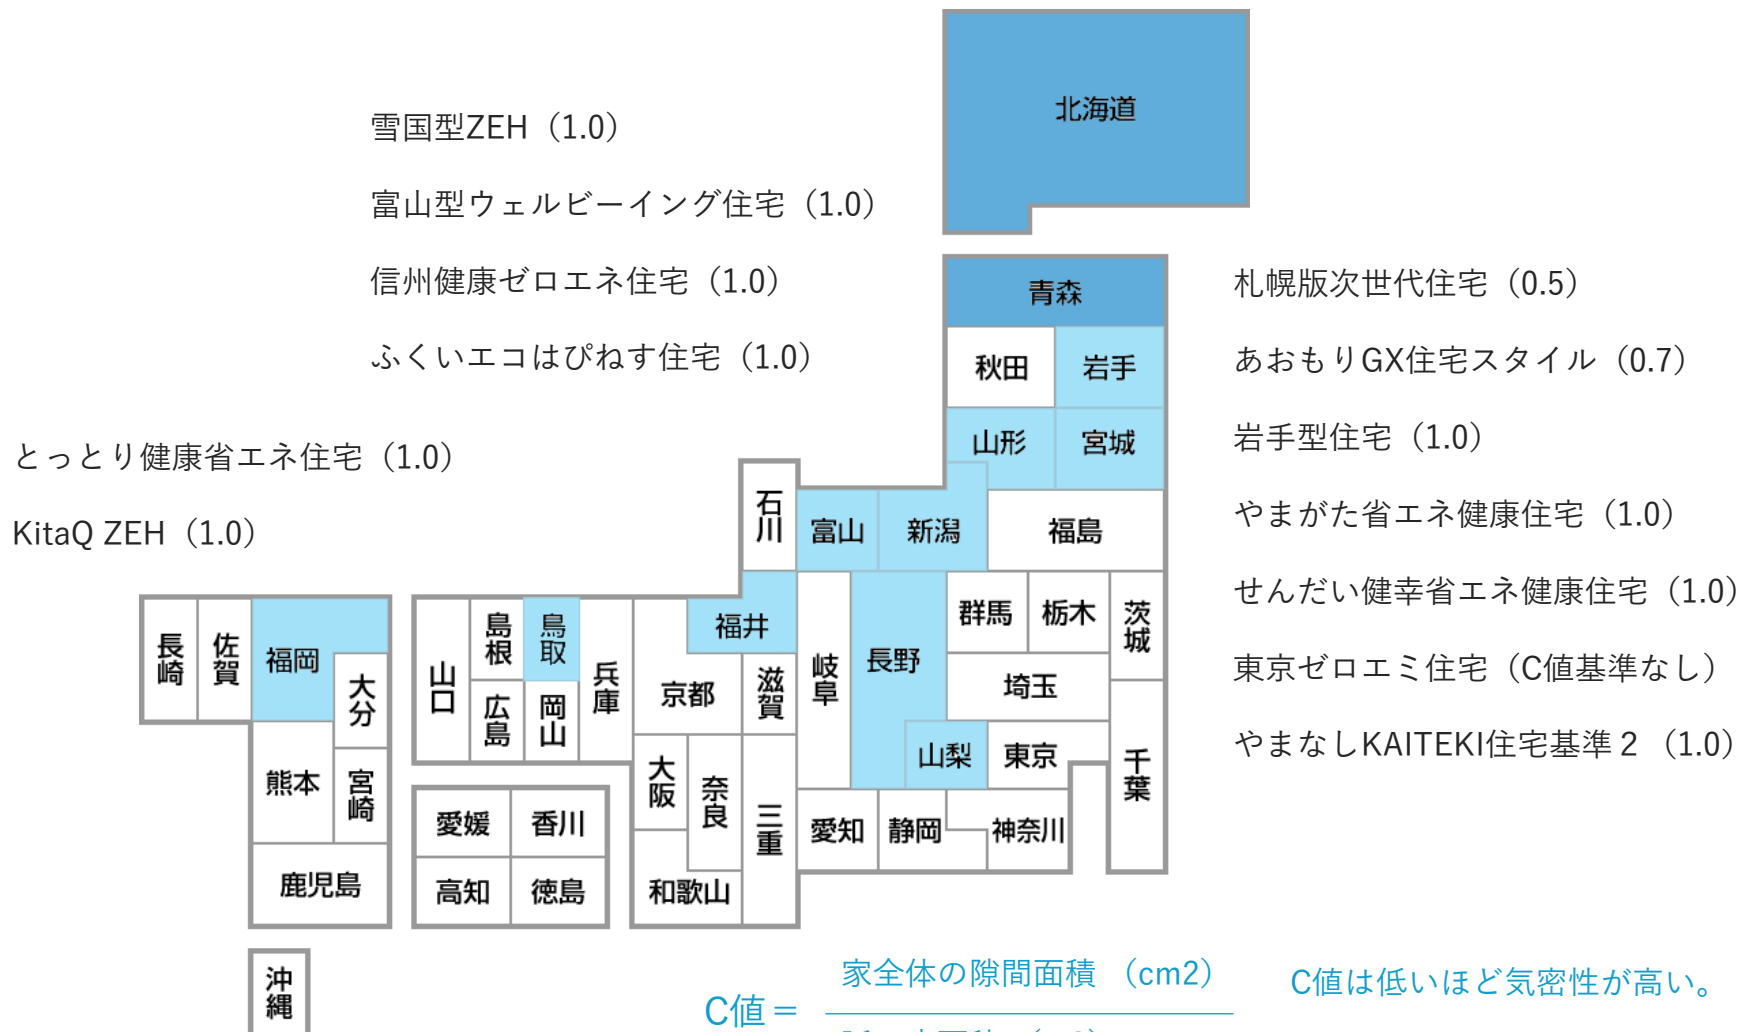 北海道
雪国型ZEH（1.0）
富山型ウェルビーイング住宅（1.0）
信州健康ゼロエネ住宅（1.0）
ふくいエコはぴねす住宅（1.0）
とっとり健康省エネ住宅（1.0）
KitaQ ZEH（1.0）
札幌版次世代住宅（0.5）
あおもりGX住宅スタイル（0.7）
岩手型住宅（1.0）
やまがた省エネ健康住宅（1.0）
せんだい健幸省エネ健康住宅（1.0）
東京ゼロエミ住宅（C値基準なし）
やまなしKAITEKI住宅基準２（1.0）
青森
秋田
岩手
山形
宮城
石川
富山
新潟
福島
福井
長野
岐阜
群馬
栃木
茨城
埼玉
山梨
東京
千葉
愛知
静岡
神奈川
長崎
佐賀
福岡
大分
熊本
宮崎
鹿児島
沖縄
山口
島根
鳥取
広島
岡山
兵庫
京都
滋賀
大阪
奈良
三重
和歌山
愛媛
香川
高知
徳島
家全体の隙間面積 （cm2）
C値＝
C値は低いほど気密性が高い。